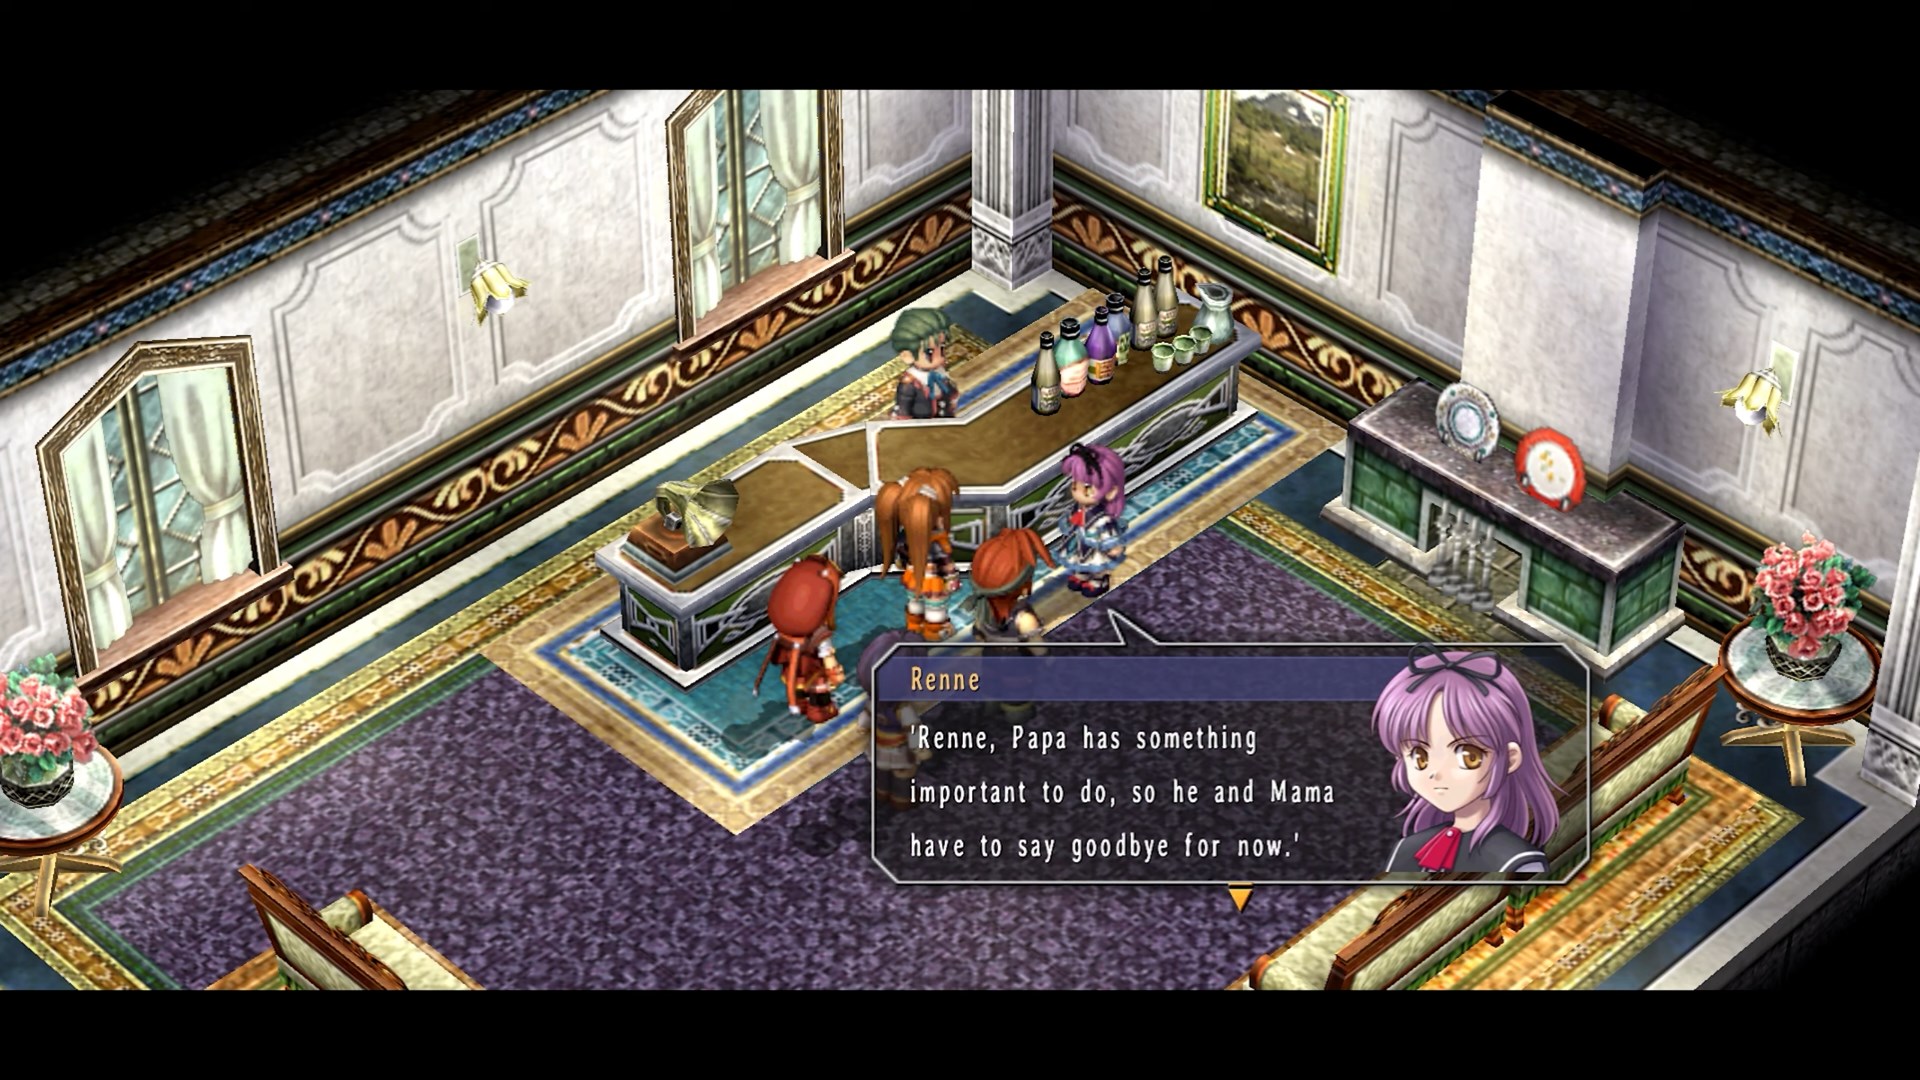 Renne
'Renne, Papa has something
important to do, so he and Mama
have to say goodbye for now.'